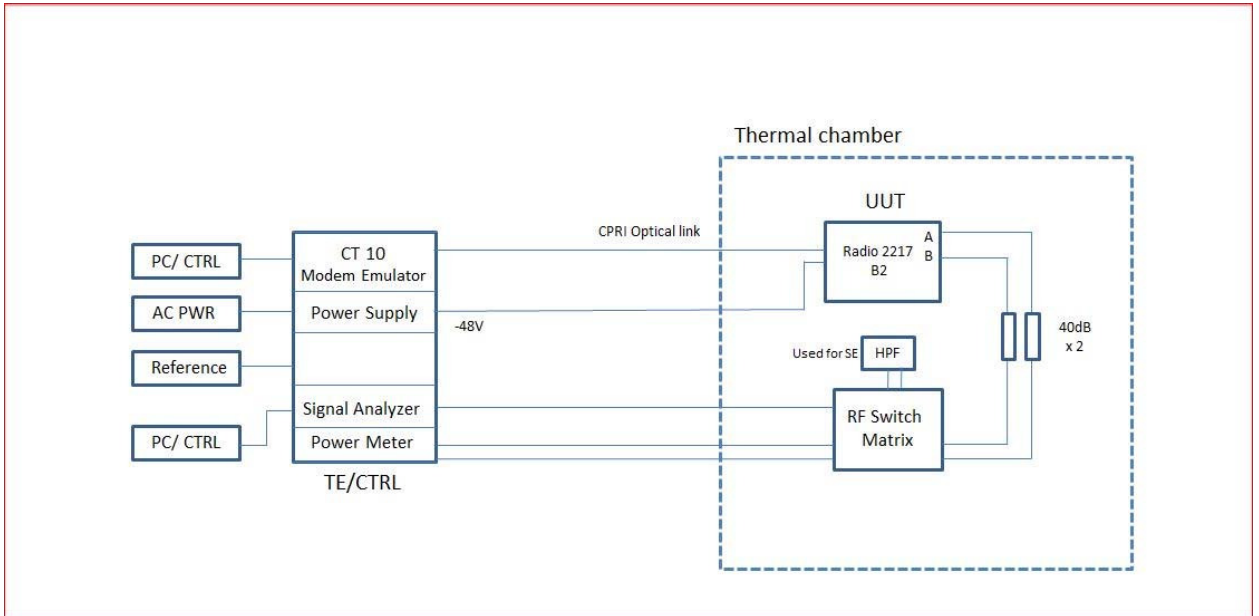 Thermal chamber
UUT
CPRI Optical link
A
Radio 2217
B
B2
PC/ CTRL
CT 10
Modem Emulator
AC PWR
Power Supply
-48V
40dB
x 2
Reference
Used for SE
HPF
Signal Analyzer
RF Switch
Matrix
PC/ CTRL
Power Meter
TE/CTRL